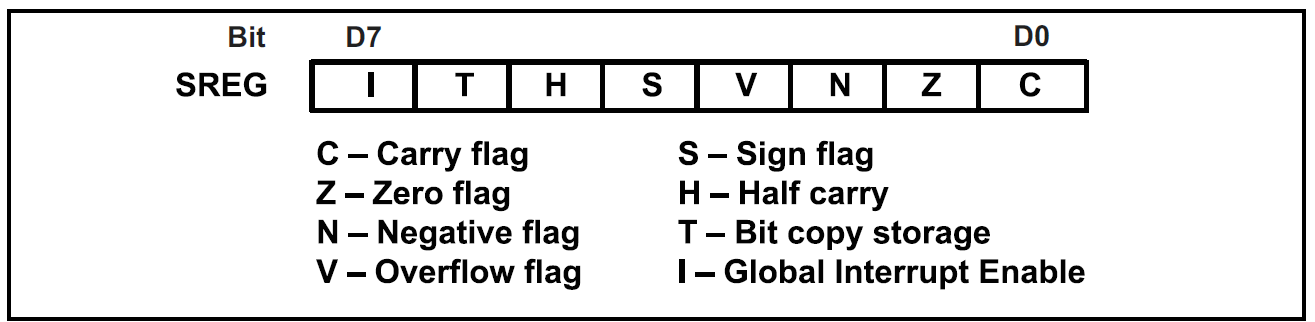 Bit D7 D0
SREG I T H S V N Z C
C – Carry flag S – Sign flag
Z – Zero flag H – Half carry
N – Negative flag T – Bit copy storage
V – Overflow flag I – Global Interrupt Enable